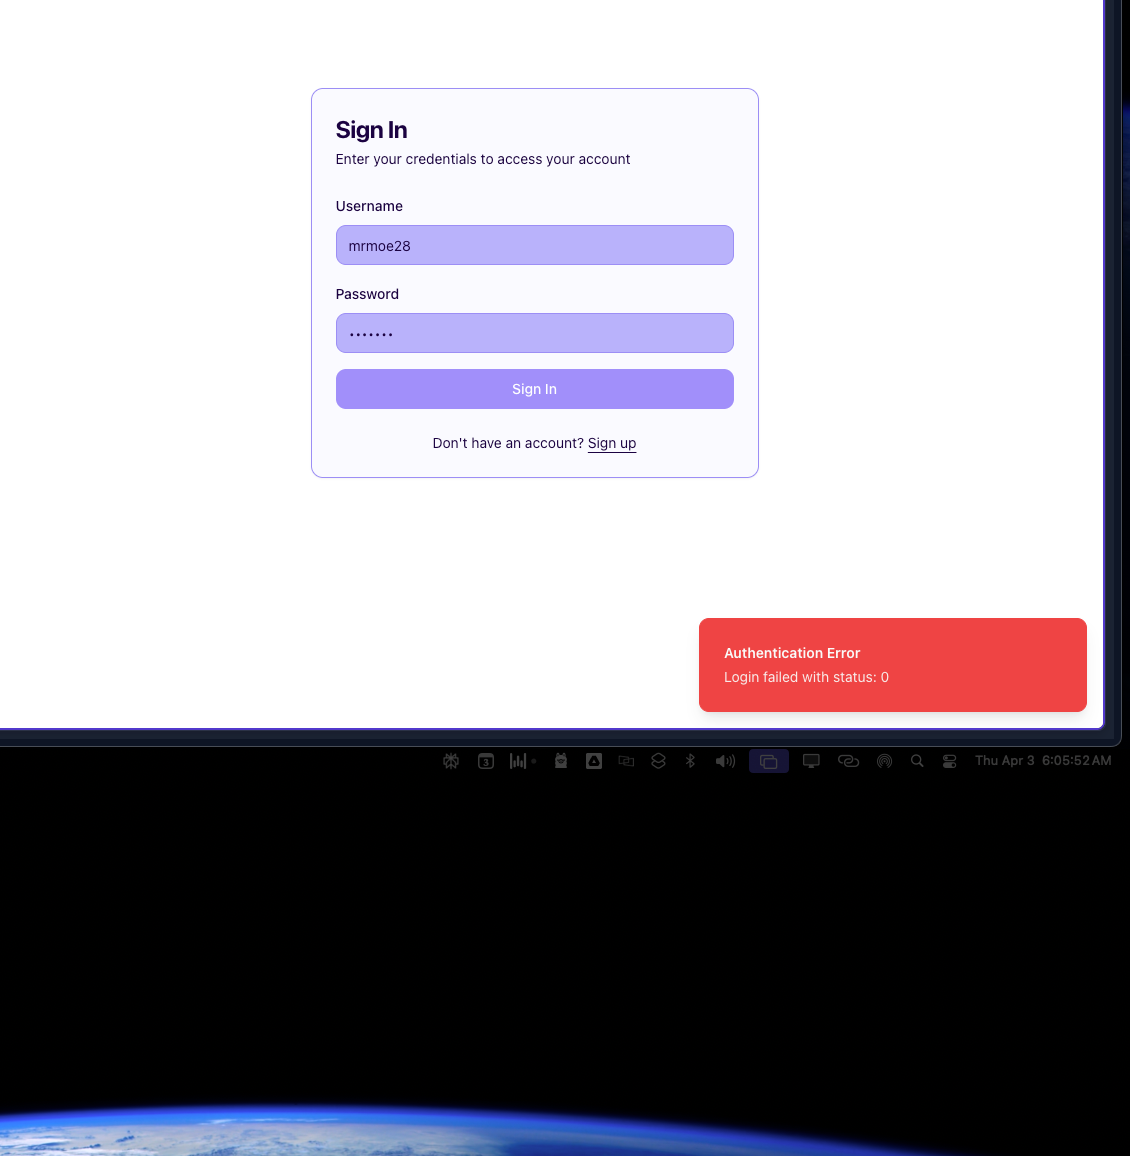 Sign In
Enter your credentials to access your account
Username
mrmoe28
Password
•••••••
Sign In
Don't have an account? Sign up
Authentication Error
Login failed with status: 0
3
Thu Apr 3 6:05:52 AM